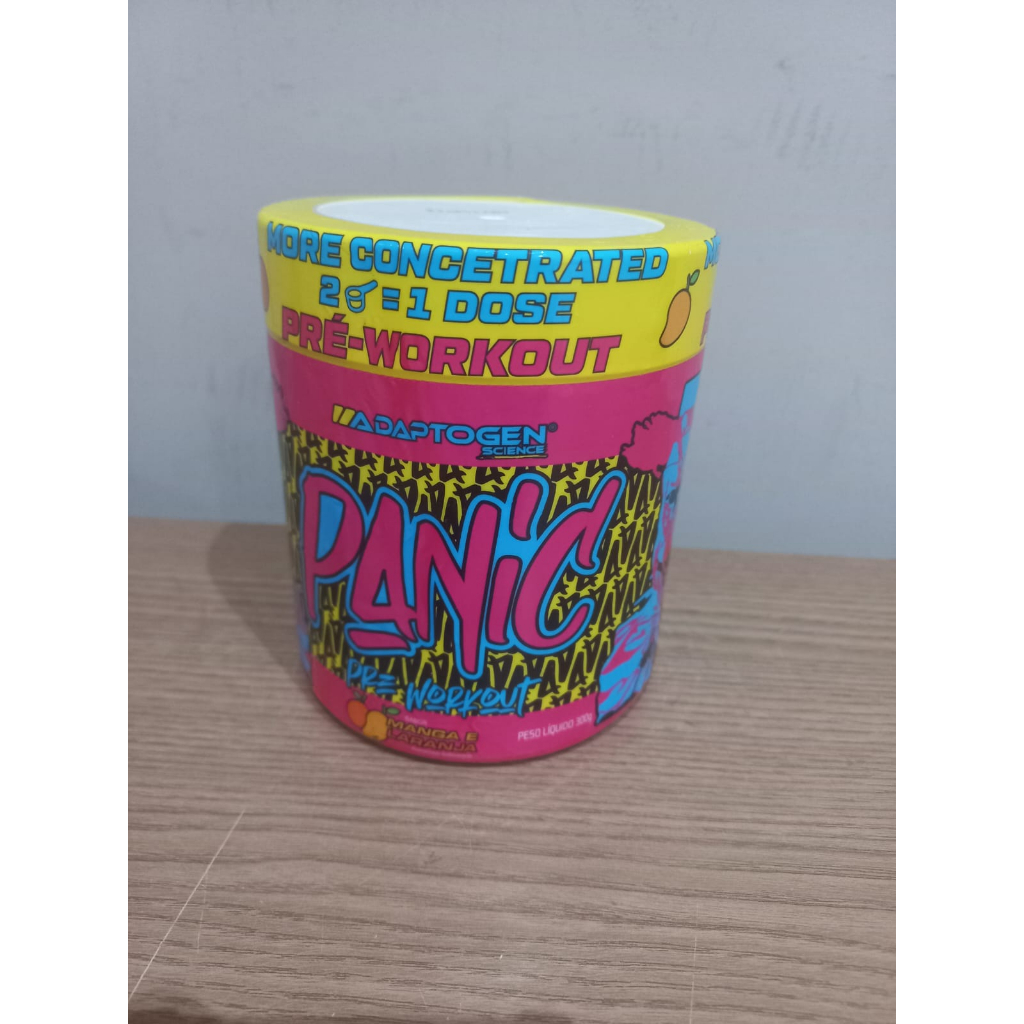 MORE CONCETRATED
2 = 1 DOSE
PRÉ-WORKOUT
ADAPTOGEN
SCIENCE
PANIC
PRE WORKOUT
MANGA E
LARANJA
PESO LÍQUIDO 300g